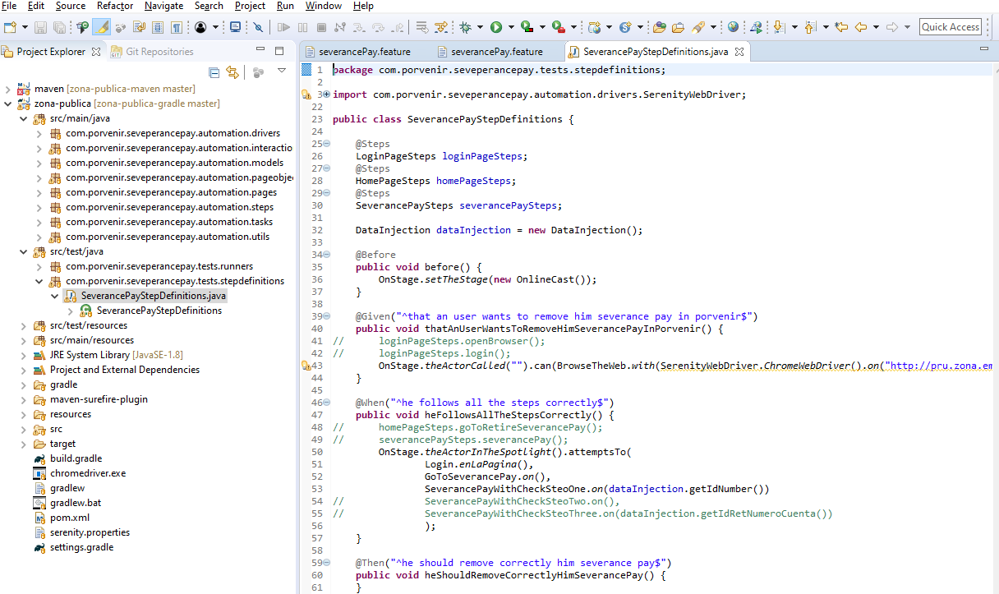 File Edit Source Refactor Navigate Search Project Run Window Help
Quick Access
Project Explorer Git Repositories
severancePay.feature severancePay.feature SeverancePayStepDefinitions.java
maven [zona-publica-maven master]
zona-publica [zona-publica-gradle master]
src/main/java
com.porvenir.seveperancepay.automation.drivers
com.porvenir.seveperancepay.automation.interactio
com.porvenir.seveperancepay.automation.models
com.porvenir.seveperancepay.automation.pageobje
com.porvenir.seveperancepay.automation.pages
com.porvenir.seveperancepay.automation.steps
com.porvenir.seveperancepay.automation.tasks
com.porvenir.seveperancepay.automation.utils
src/test/java
com.porvenir.seveperancepay.tests.runners
com.porvenir.seveperancepay.tests.stepdefinitions
SeverancePayStepDefinitions.java
SeverancePayStepDefinitions
src/test/resources
src/main/resources
JRE System Library [JavaSE-1.8]
Project and External Dependencies
gradle
maven-surefire-plugin
resources
src
target
build.gradle
chromedriver.exe
gradlew
gradlew.bat
pom.xml
serenity.properties
settings.gradle
1 package com.porvenir.seveperancepay.tests.stepdefinitions;
2
3 import com.porvenir.seveperancepay.automation.drivers.SerenityWebDriver;
22
23 public class SeverancePayStepDefinitions {
24
25 @Steps
26 LoginPageSteps loginPageSteps;
27 @Steps
28 HomePageSteps homePageSteps;
29 @Steps
30 SeverancePaySteps severancePaySteps;
31
32 DataInjection dataInjection = new DataInjection();
33
34 @Before
35 public void before() {
36 OnStage.setTheStage(new OnlineCast());
37 }
38
39 @Given("^that an user wants to remove him severance pay in porvenir$")
40 public void thatAnUserWantsToRemoveHimSeverancePayInPorvenir() {
41 // loginPageSteps.openBrowser();
42 // loginPageSteps.login();
43 OnStage.theActorCalled("").can(BrowseTheWeb.with(SerenityWebDriver.ChromeWebDriver().on("http://pru.zona.em
44 }
45
46 @When("^he follows all the steps correctly$")
47 public void heFollowsAllTheStepsCorrectly() {
48 // homePageSteps.goToRetireSeverancePay();
49 // severancePaySteps.severancePay();
50 OnStage.theActorInTheSpotlight().attemptsTo(
51 Login.enLaPagina(),
52 GoToSeverancePay.on(),
53 SeverancePayWithCheckSteoOne.on(dataInjection.getIdNumber())
54 // SeverancePayWithCheckSteoTwo.on(),
55 // SeverancePayWithCheckSteoThree.on(dataInjection.getIdRetNumeroCuenta())
56 );
57 }
58
59 @Then("^he should remove correctly him severance pay$")
60 public void heShouldRemoveCorrectlyHimSeverancePay() {
61 }